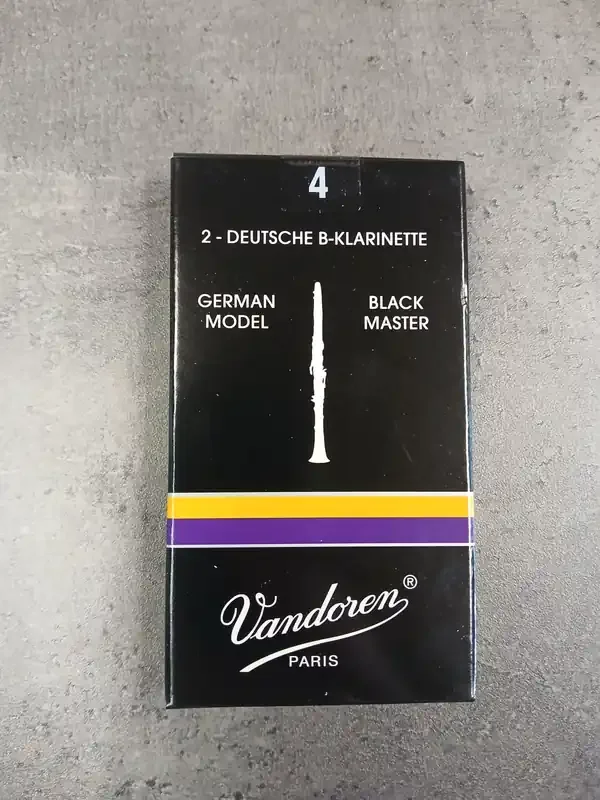 4
2 - DEUTSCHE B-KLARINETTE
GERMAN
MODEL
BLACK
MASTER
Vandoren®
PARIS